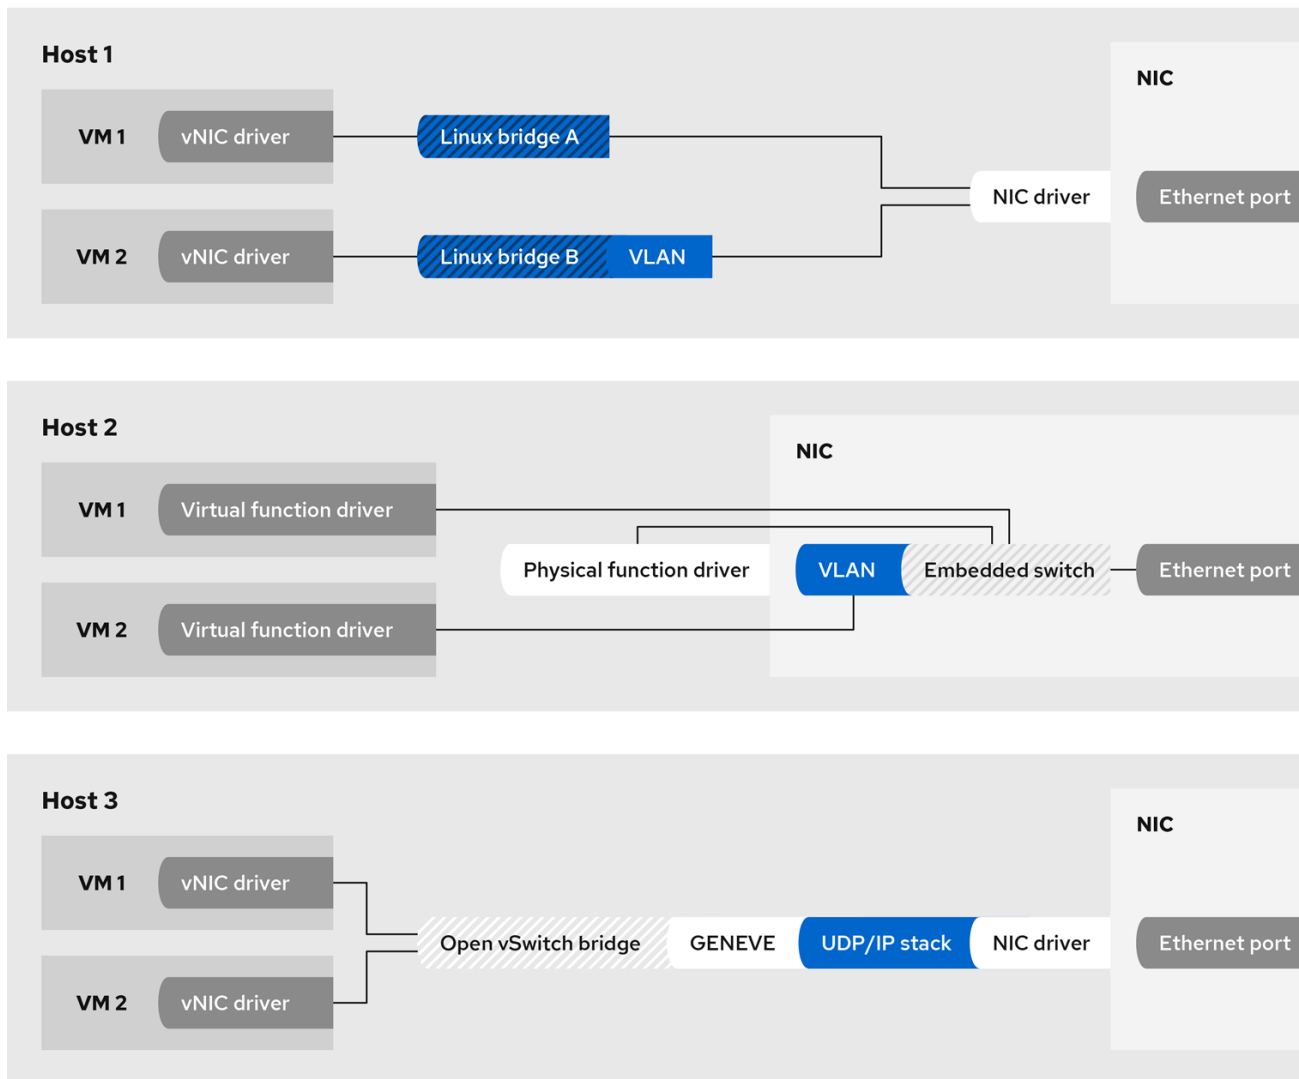 Host 1
NIC
VM 1 vNIC driver Linux bridge A
NIC driver Ethernet port
VM 2 vNIC driver Linux bridge B VLAN
Host 2
NIC
VM 1 Virtual function driver
Physical function driver VLAN Embedded switch Ethernet port
VM 2 Virtual function driver
Host 3
NIC
VM 1 vNIC driver
Open vSwitch bridge GENEVE UDP/IP stack NIC driver Ethernet port
VM 2 vNIC driver